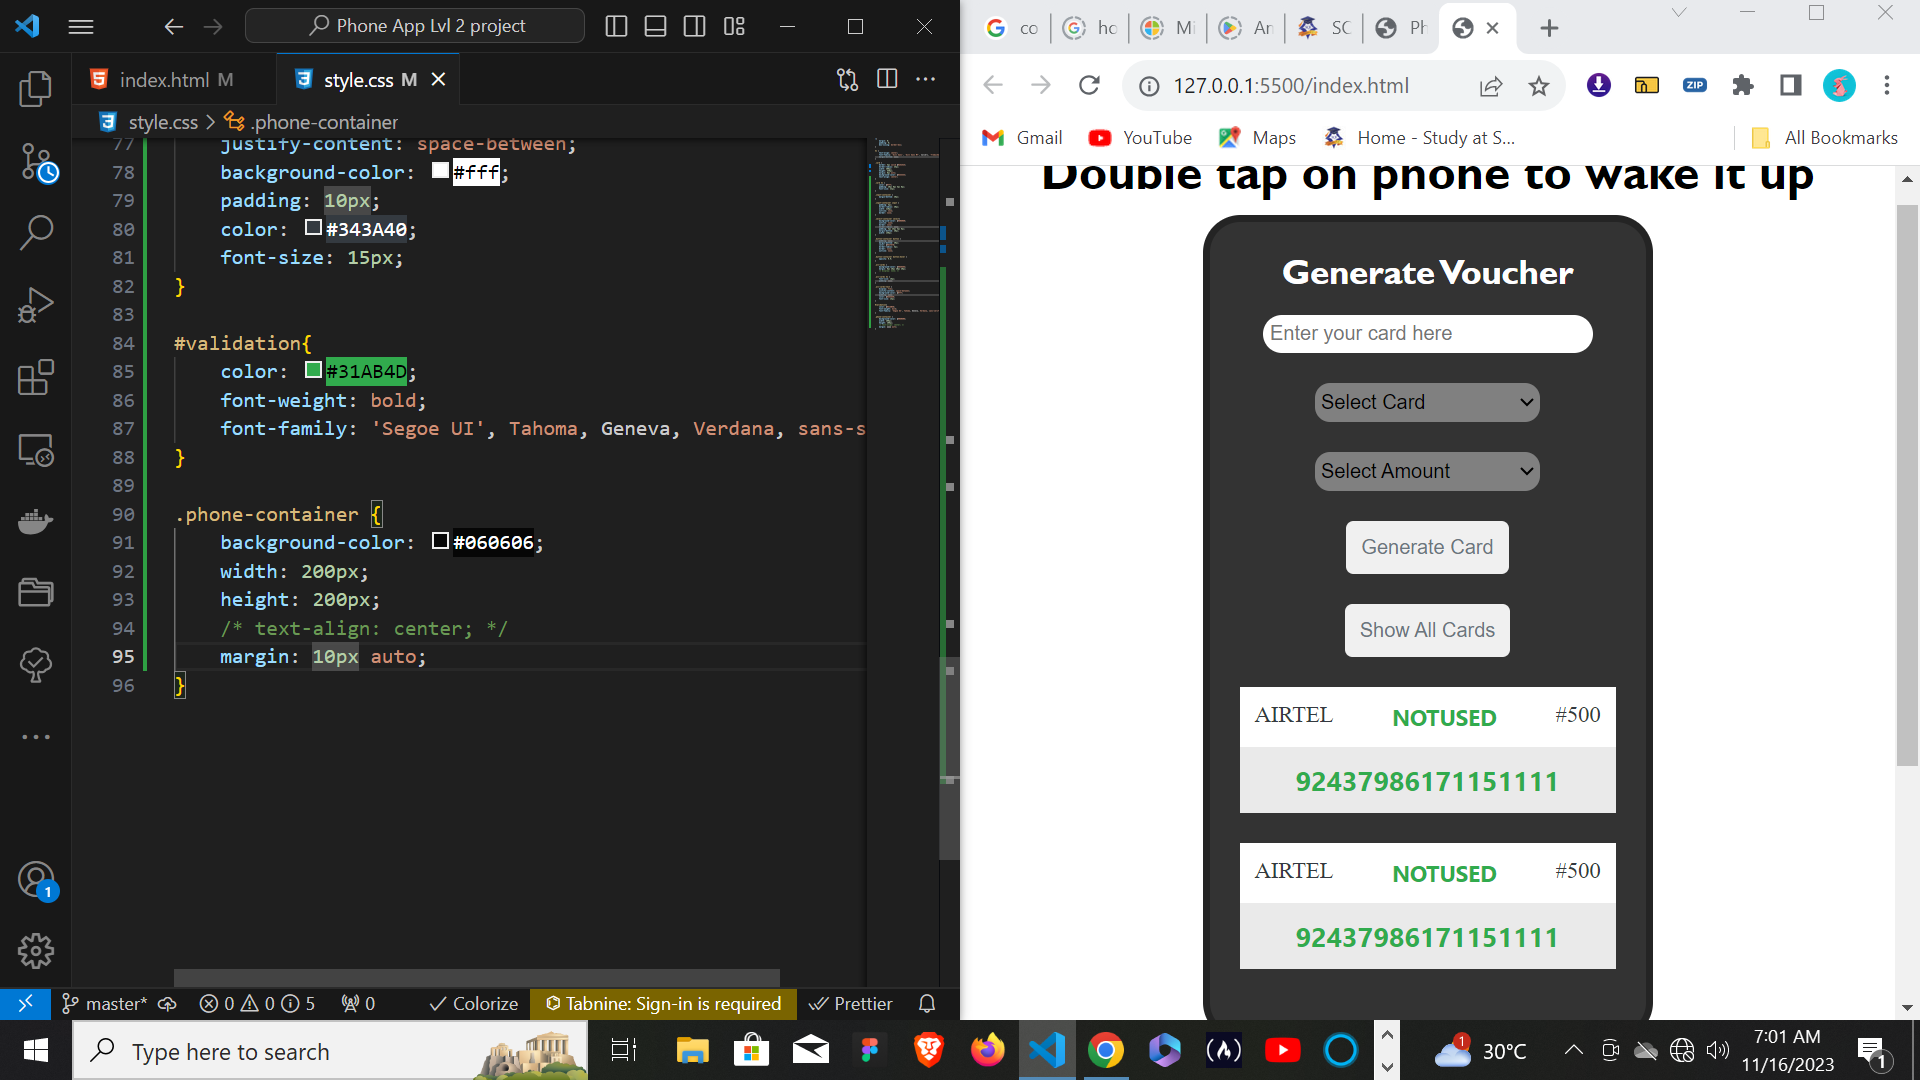 Phone App Lvl 2 project
index.html M
style.css M
style.css > .phone-container
77 justify-content: space-between;
78 background-color: #fff;
79 padding: 10px;
80 color: #343A40;
81 font-size: 15px;
82 }
83
84 #validation{
85 color: #31AB4D;
86 font-weight: bold;
87 font-family: 'Segoe UI', Tahoma, Geneva, Verdana, sans-s
88 }
89
90 .phone-container {
91 background-color: #060606;
92 width: 200px;
93 height: 200px;
94 /* text-align: center; */
95 margin: 10px auto;
96 }
1
master* 0 0 5 0 Colorize Tabnine: Sign-in is required Prettier
co ho Mi An SC Ph
127.0.0.1:5500/index.html
ZIP
Gmail YouTube Maps Home - Study at S... All Bookmarks
Double tap on phone to wake it up
Generate Voucher
Enter your card here
Select Card
Select Amount
Generate Card
Show All Cards
AIRTEL NOTUSED #500
92437986171151111
AIRTEL NOTUSED #500
92437986171151111
Type here to search
1
30°C
7:01 AM
11/16/2023
1